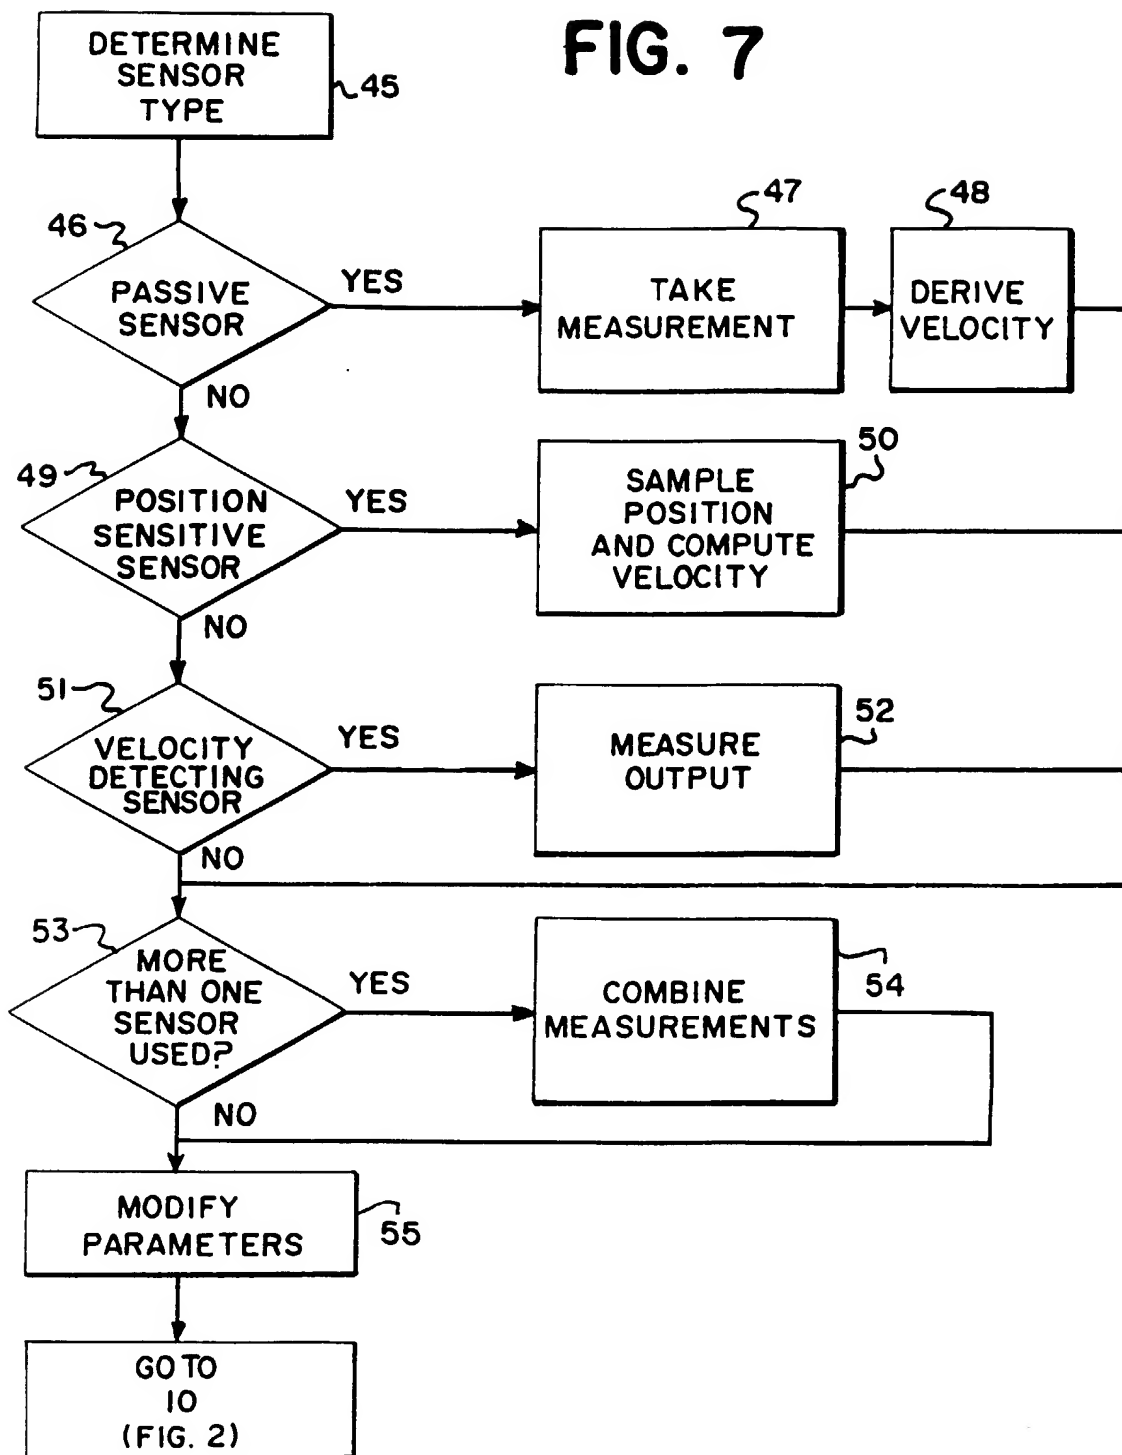 FIG. 7
DETERMINE
SENSOR
TYPE
45
46
PASSIVE
SENSOR
YES
NO
47
TAKE
MEASUREMENT
48
DERIVE
VELOCITY
49
POSITION
SENSITIVE
SENSOR
YES
NO
50
SAMPLE
POSITION
AND COMPUTE
VELOCITY
51
VELOCITY
DETECTING
SENSOR
YES
NO
52
MEASURE
OUTPUT
53
MORE
THAN ONE
SENSOR
USED?
YES
NO
54
COMBINE
MEASUREMENTS
MODIFY
PARAMETERS
55
GO TO
10
(FIG. 2)